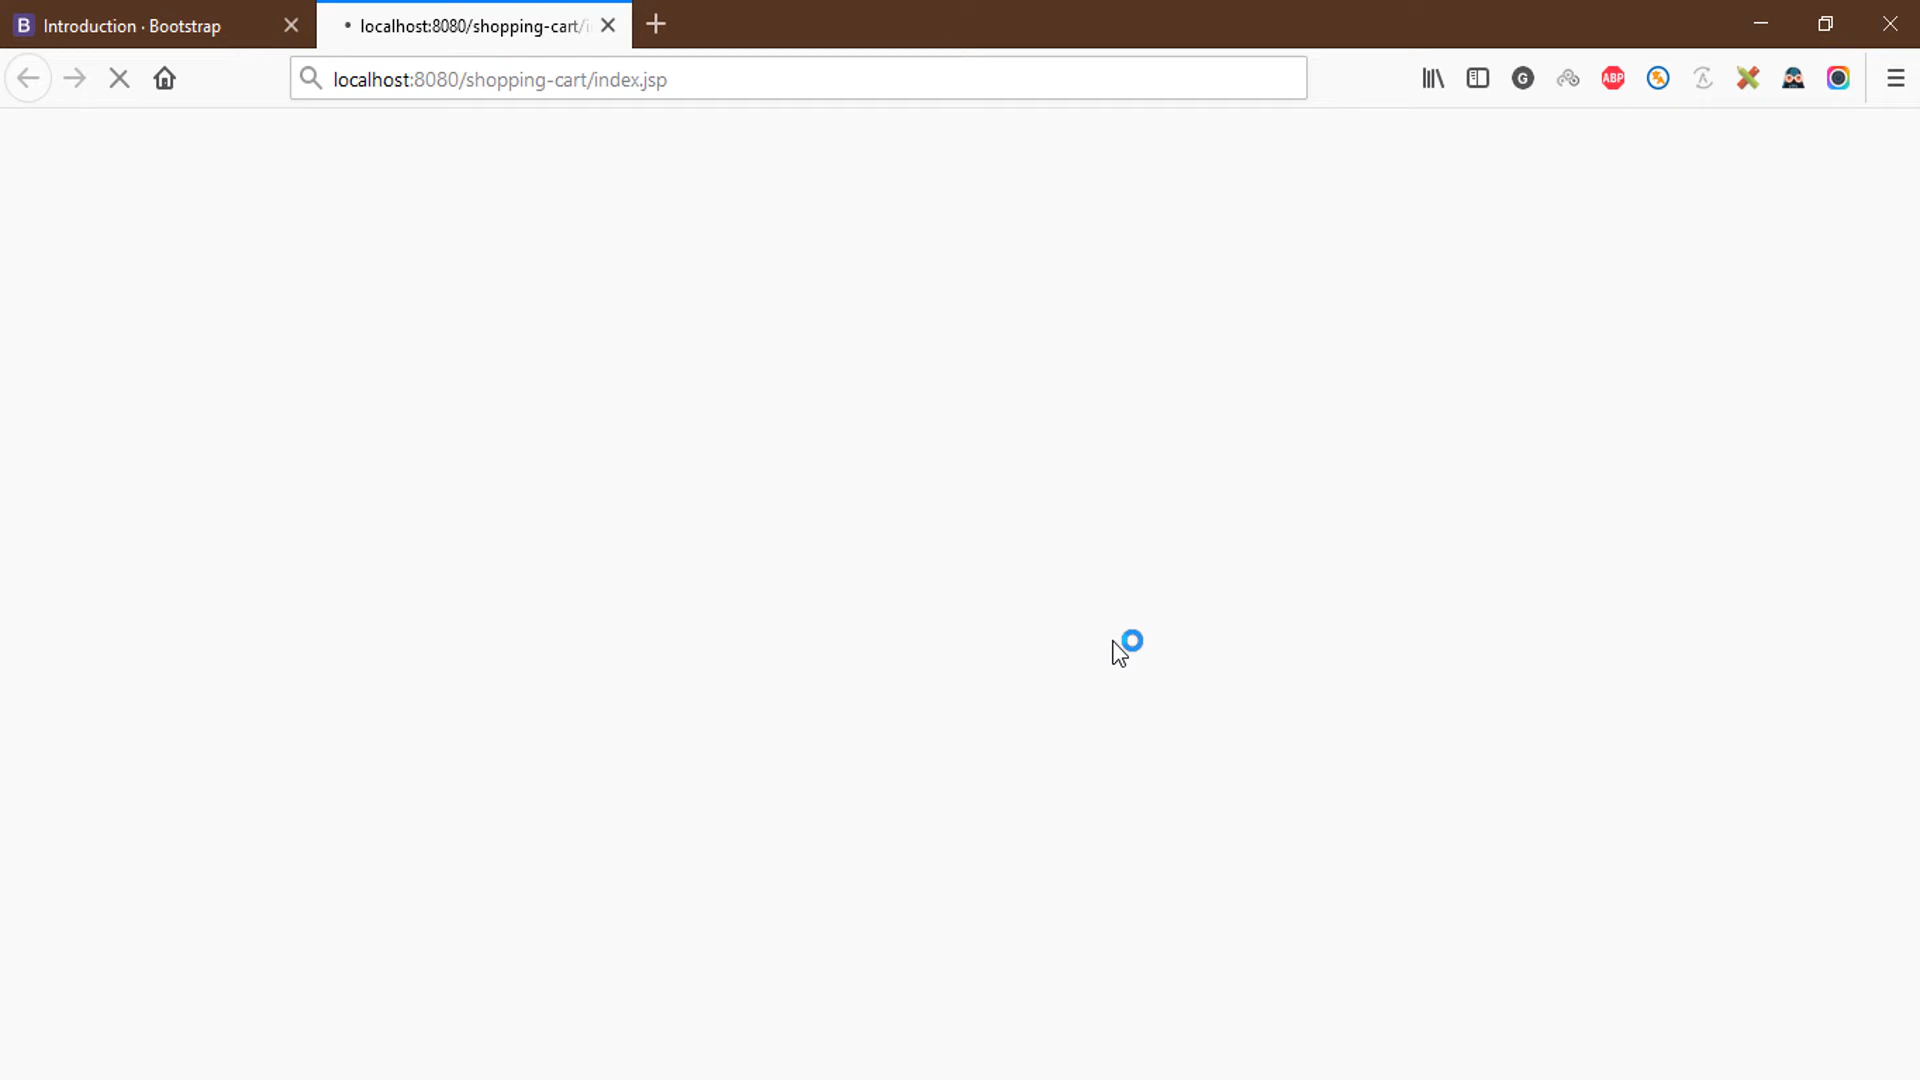 B Introduction · Bootstrap
localhost:8080/shopping-cart/i
localhost:8080/shopping-cart/index.jsp
G
ABP